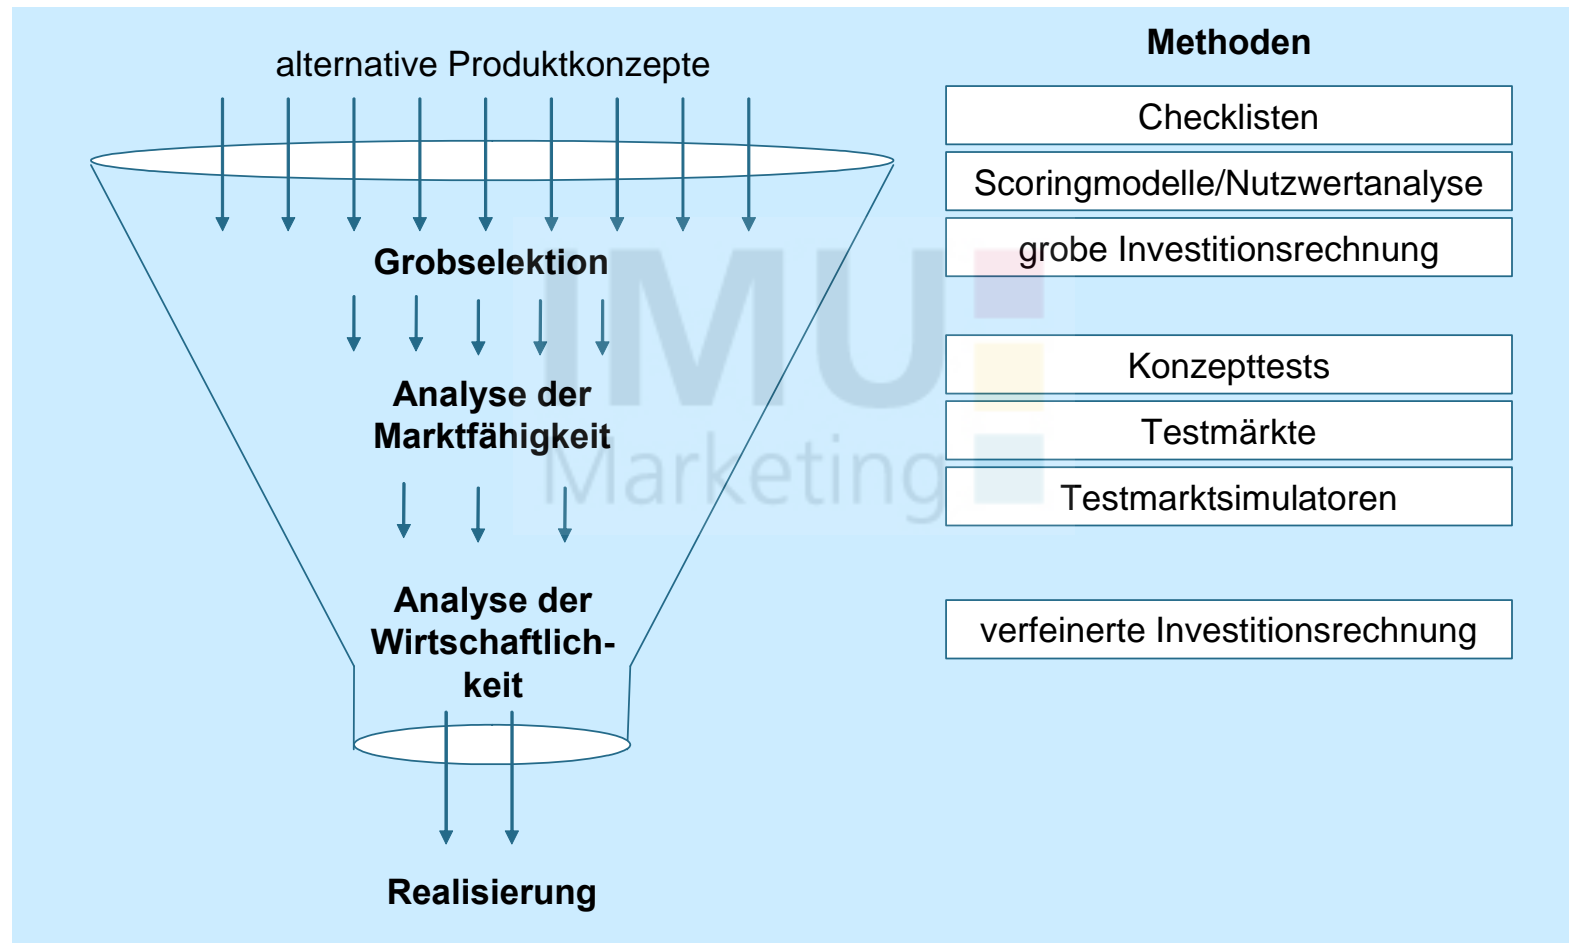 alternative Produktkonzepte
Grobselektion
Analyse der
Marktfähigkeit
Analyse der
Wirtschaftlich-
keit
Realisierung
Methoden
Checklisten
Scoringmodelle/Nutzwertanalyse
grobe Investitionsrechnung
Konzepttests
Testmärkte
Testmarktsimulatoren
verfeinerte Investitionsrechnung
IMU
Marketing